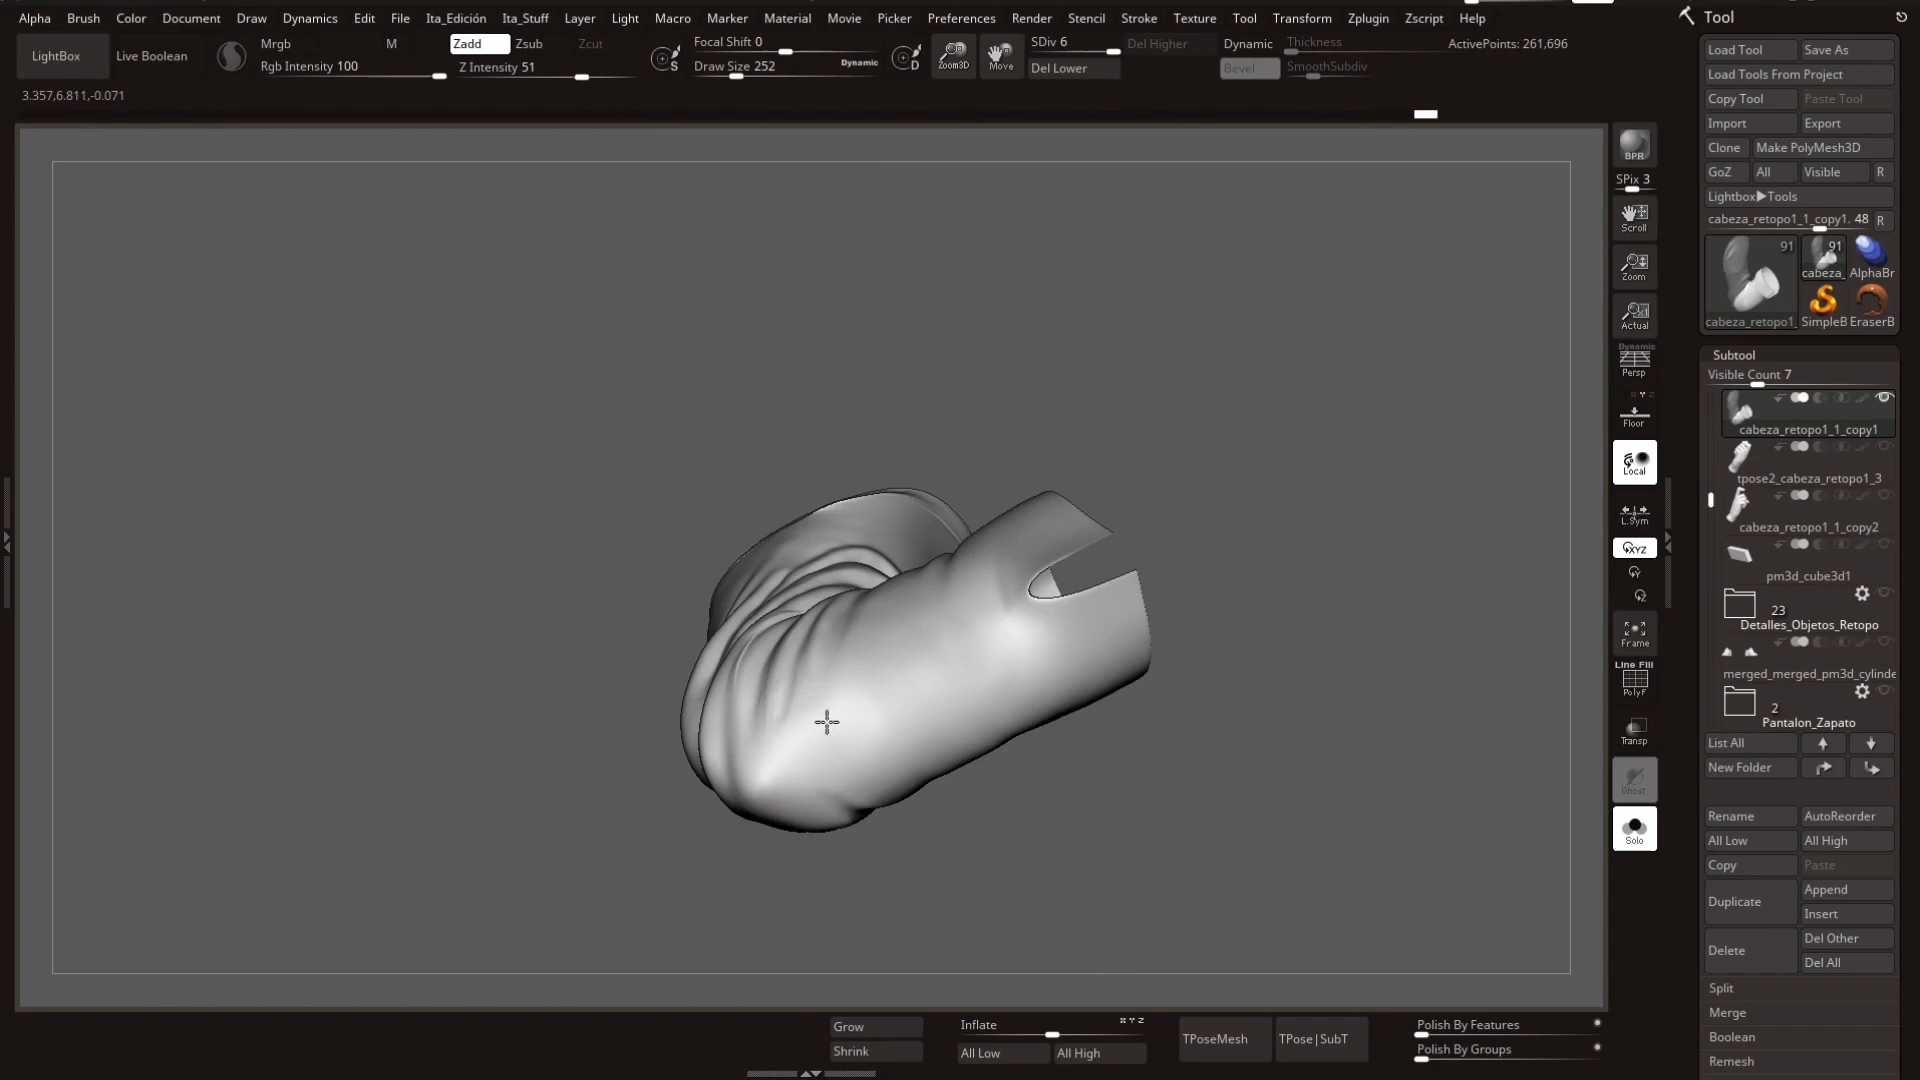 Alpha Brush Color Document Draw Dynamics Edit File Ita_Edición Ita_Stuff Layer Light Macro Marker Material Movie Picker Preferences Render Stencil Stroke Texture Tool Transform Zplugin Zscript Help
Tool
LightBox
Live Boolean
Mrgb M
Rgb Intensity 100
Zadd Zsub Zcut
Z Intensity 51
S
Focal Shift 0
Draw Size 252
Dynamic
D
Zoom3D
Move
SDiv 6
Del Lower
Del Higher
Dynamic
Bevel
Thickness
SmoothSubdiv
ActivePoints: 261,696
3.357,6.811,-0.071
BPR
SPix 3
Scroll
Zoom
Actual
Dynamic
Persp
Floor
Local
L.Sym
XYZ
Y
Z
Frame
Line Fill
PolyF
Transp
Ghost
Solo
Load Tool Save As
Load Tools From Project
Copy Tool Paste Tool
Import Export
Clone Make PolyMesh3D
GoZ All Visible R
Lightbox▶Tools
cabeza_retopo1_1_copy1. 48 R
91 91
cabeza_ AlphaBr
cabeza_retopo1_ SimpleB EraserB
Subtool
Visible Count 7
cabeza_retopo1_1_copy1
tpose2_cabeza_retopo1_3
cabeza_retopo1_1_copy2
pm3d_cube3d1
23
Detalles_Objetos_Retopo
merged_merged_pm3d_cylinde
2
Pantalon_Zapato
List All
New Folder
Rename AutoReorder
All Low All High
Copy Paste
Duplicate Append
Insert
Delete Del Other
Del All
Split
Merge
Boolean
Remesh
Grow
Shrink
Inflate X Y Z
All Low All High
TPoseMesh TPose|SubT
Polish By Features
Polish By Groups